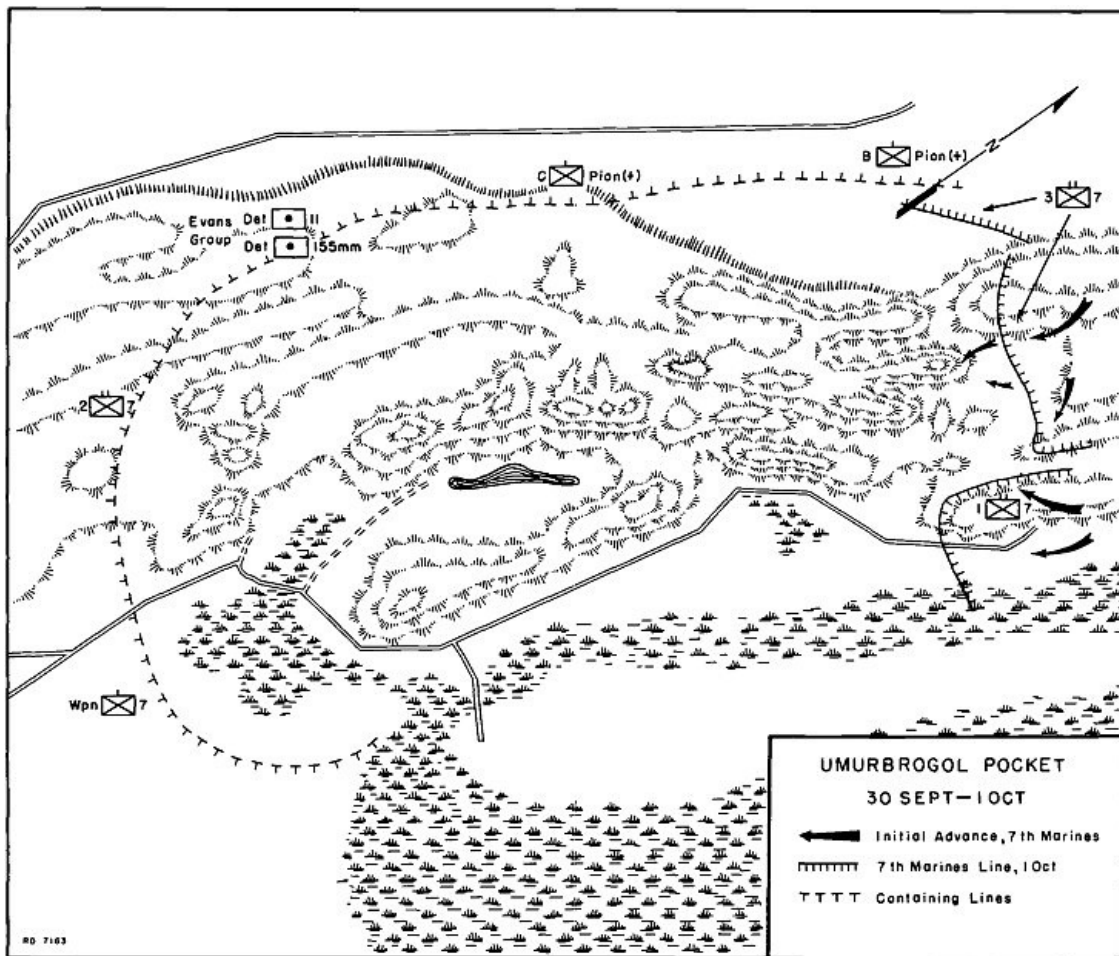 B Pion(+)
C Pion(+)
N
3 7
Evans Group
Det 11
Det 155mm
2 7
1 7
Wpn 7
UMURBROGOL POCKET
30 SEPT—1 OCT
Initial Advance, 7th Marines
7th Marines Line, 1 Oct
Containing Lines
RD 7163